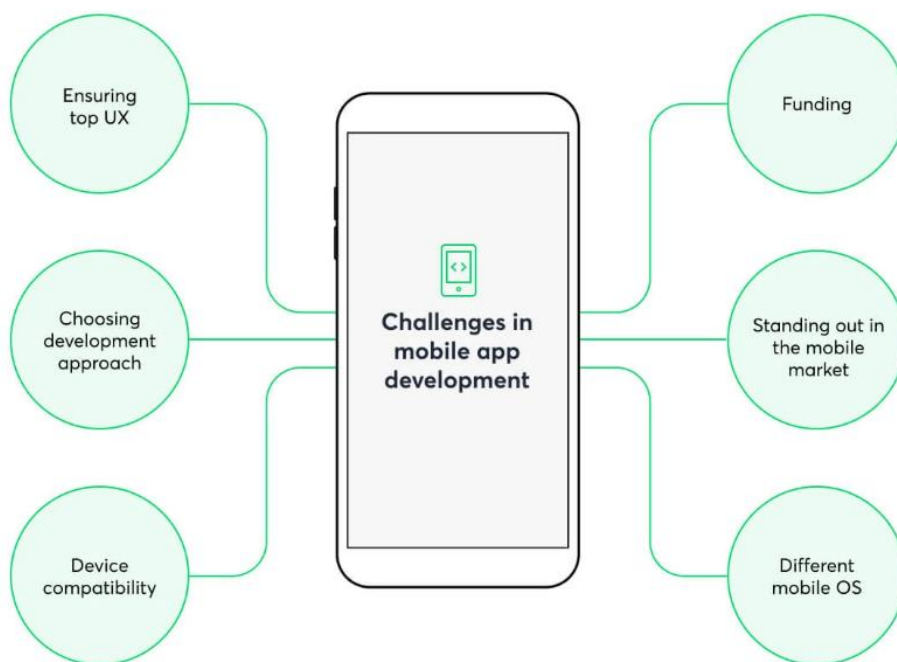 Ensuring
top UX
Choosing
development
approach
Device
compatibility
< >
Challenges in
mobile app
development
Funding
Standing out in
the mobile
market
Different
mobile OS